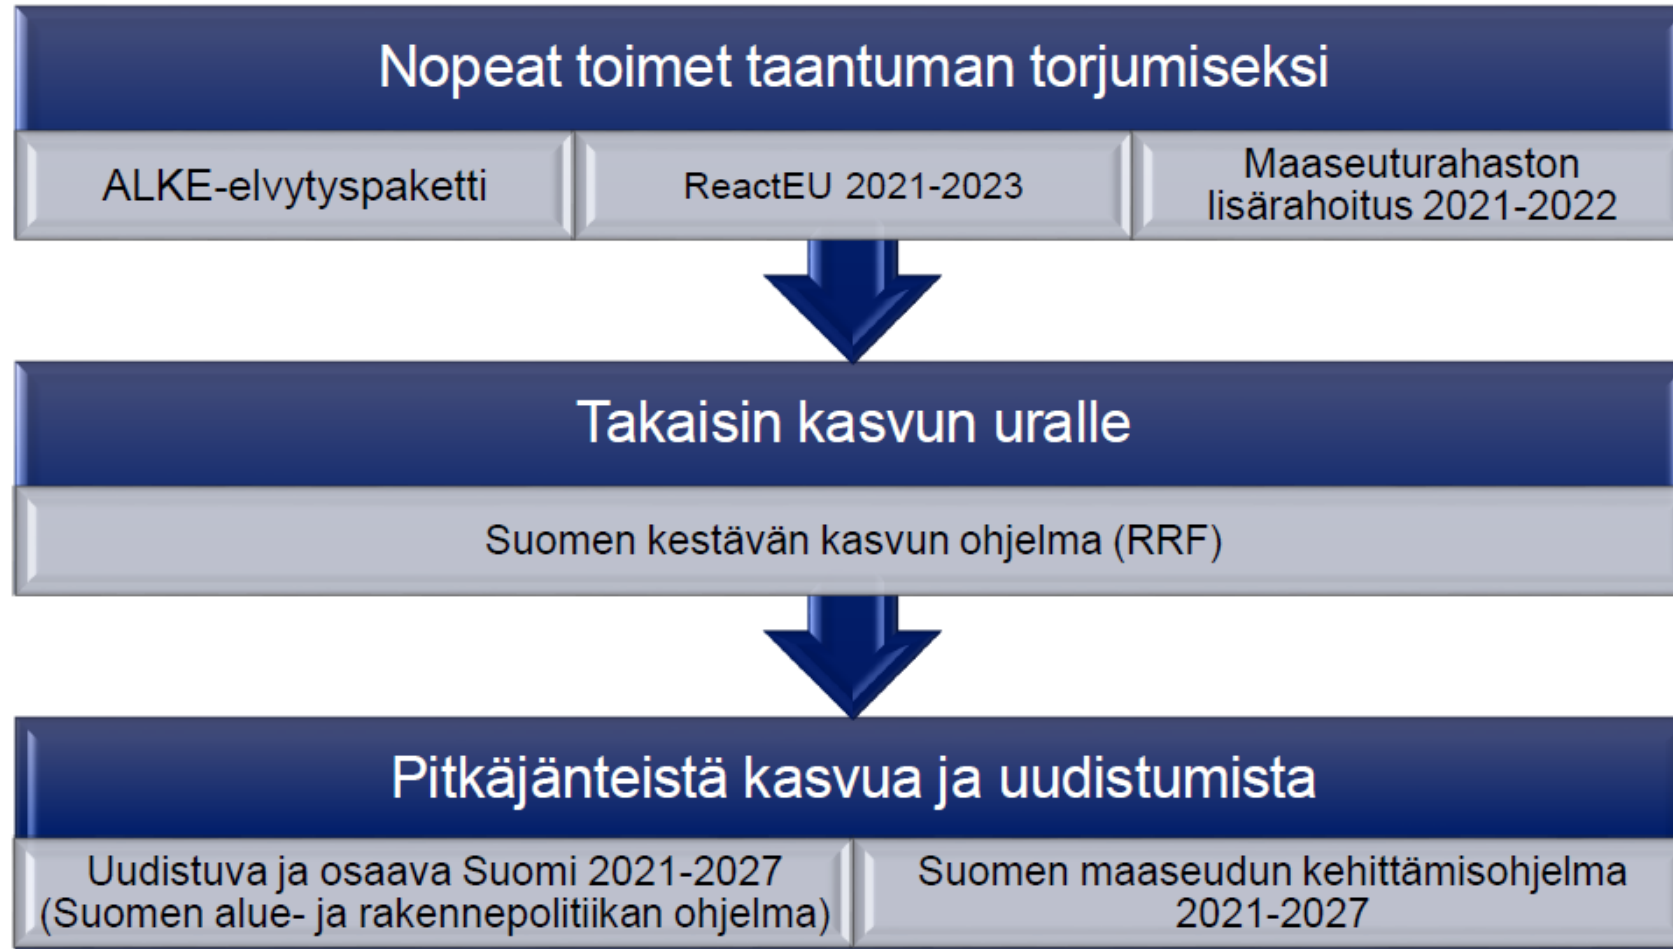 Nopeat toimet taantuman torjumiseksi
ALKE-elvytyspaketti
ReactEU 2021-2023
Maaseuturahaston
lisärahoitus 2021-2022
Takaisin kasvun uralle
Suomen kestävän kasvun ohjelma (RRF)
Pitkäjänteistä kasvua ja uudistumista
Uudistuva ja osaava Suomi 2021-2027
(Suomen alue- ja rakennepolitiikan ohjelma)
Suomen maaseudun kehittämisohjelma
2021-2027